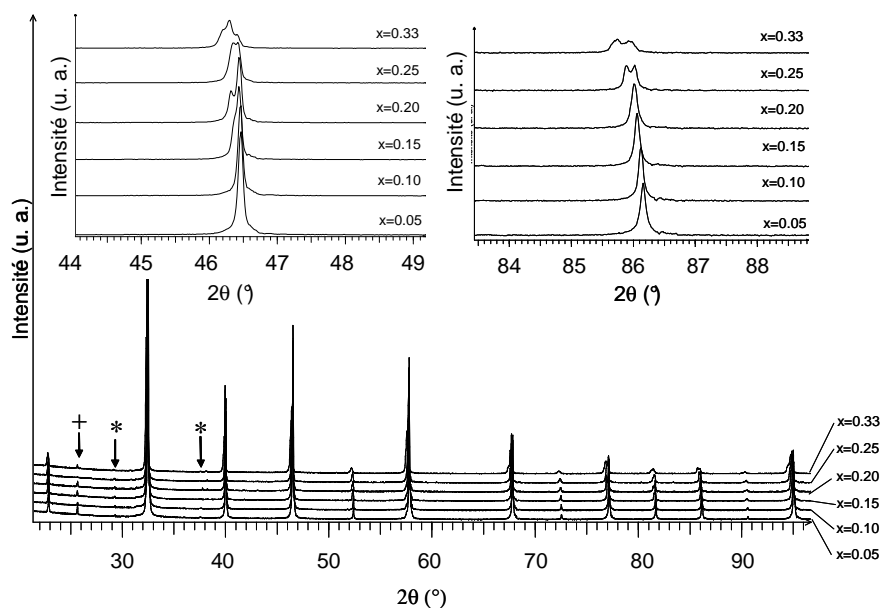 Intensité (u. a.)
x=0.33
x=0.25
x=0.20
x=0.15
x=0.10
x=0.05
44 45 46 47 48 49
2θ (°)
Intensité (u. a.)
x=0.33
x=0.25
x=0.20
x=0.15
x=0.10
x=0.05
84 85 86 87 88
2θ (°)
Intensité (u. a.)
+ * *
x=0.33
x=0.25
x=0.20
x=0.15
x=0.10
x=0.05
30 40 50 60 70 80 90
2θ (°)